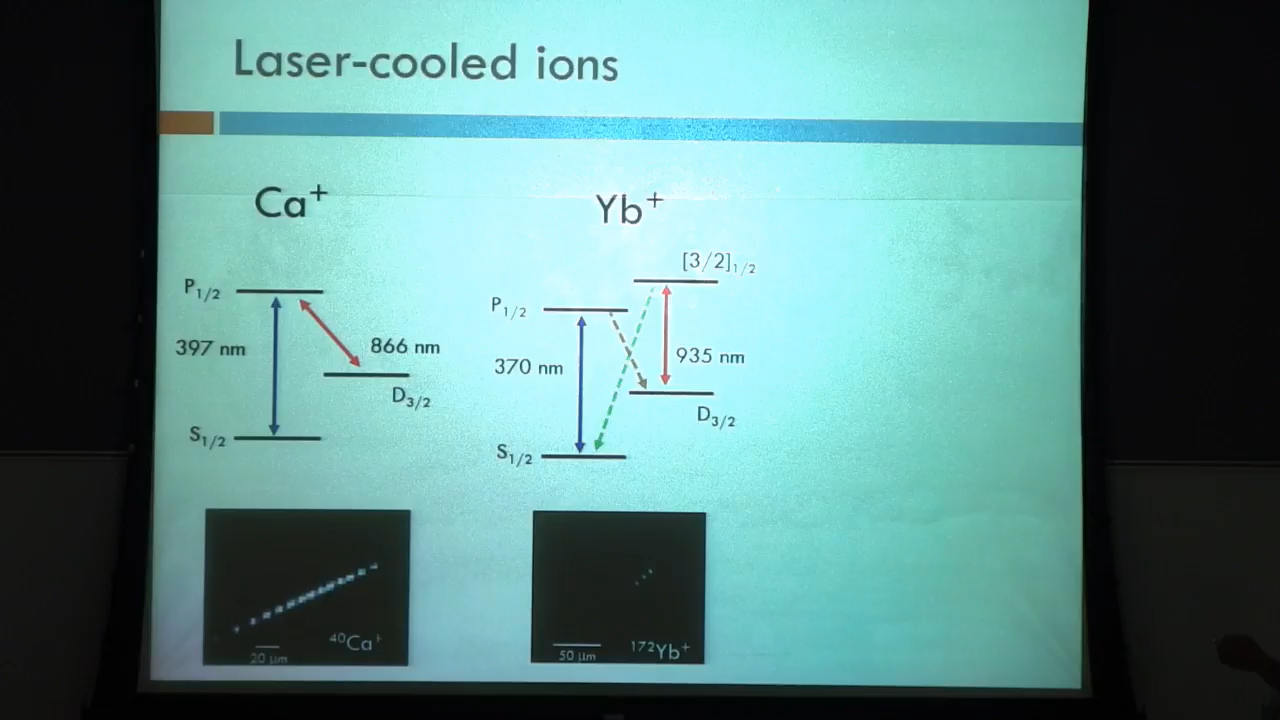 Laser-cooled ions
Ca⁺
P₁/₂
397 nm
866 nm
D₃/₂
S₁/₂
Yb⁺
[3/2]₁/₂
P₁/₂
370 nm
935 nm
D₃/₂
S₁/₂
20 μm
⁴⁰Ca⁺
50 μm
¹⁷²Yb⁺